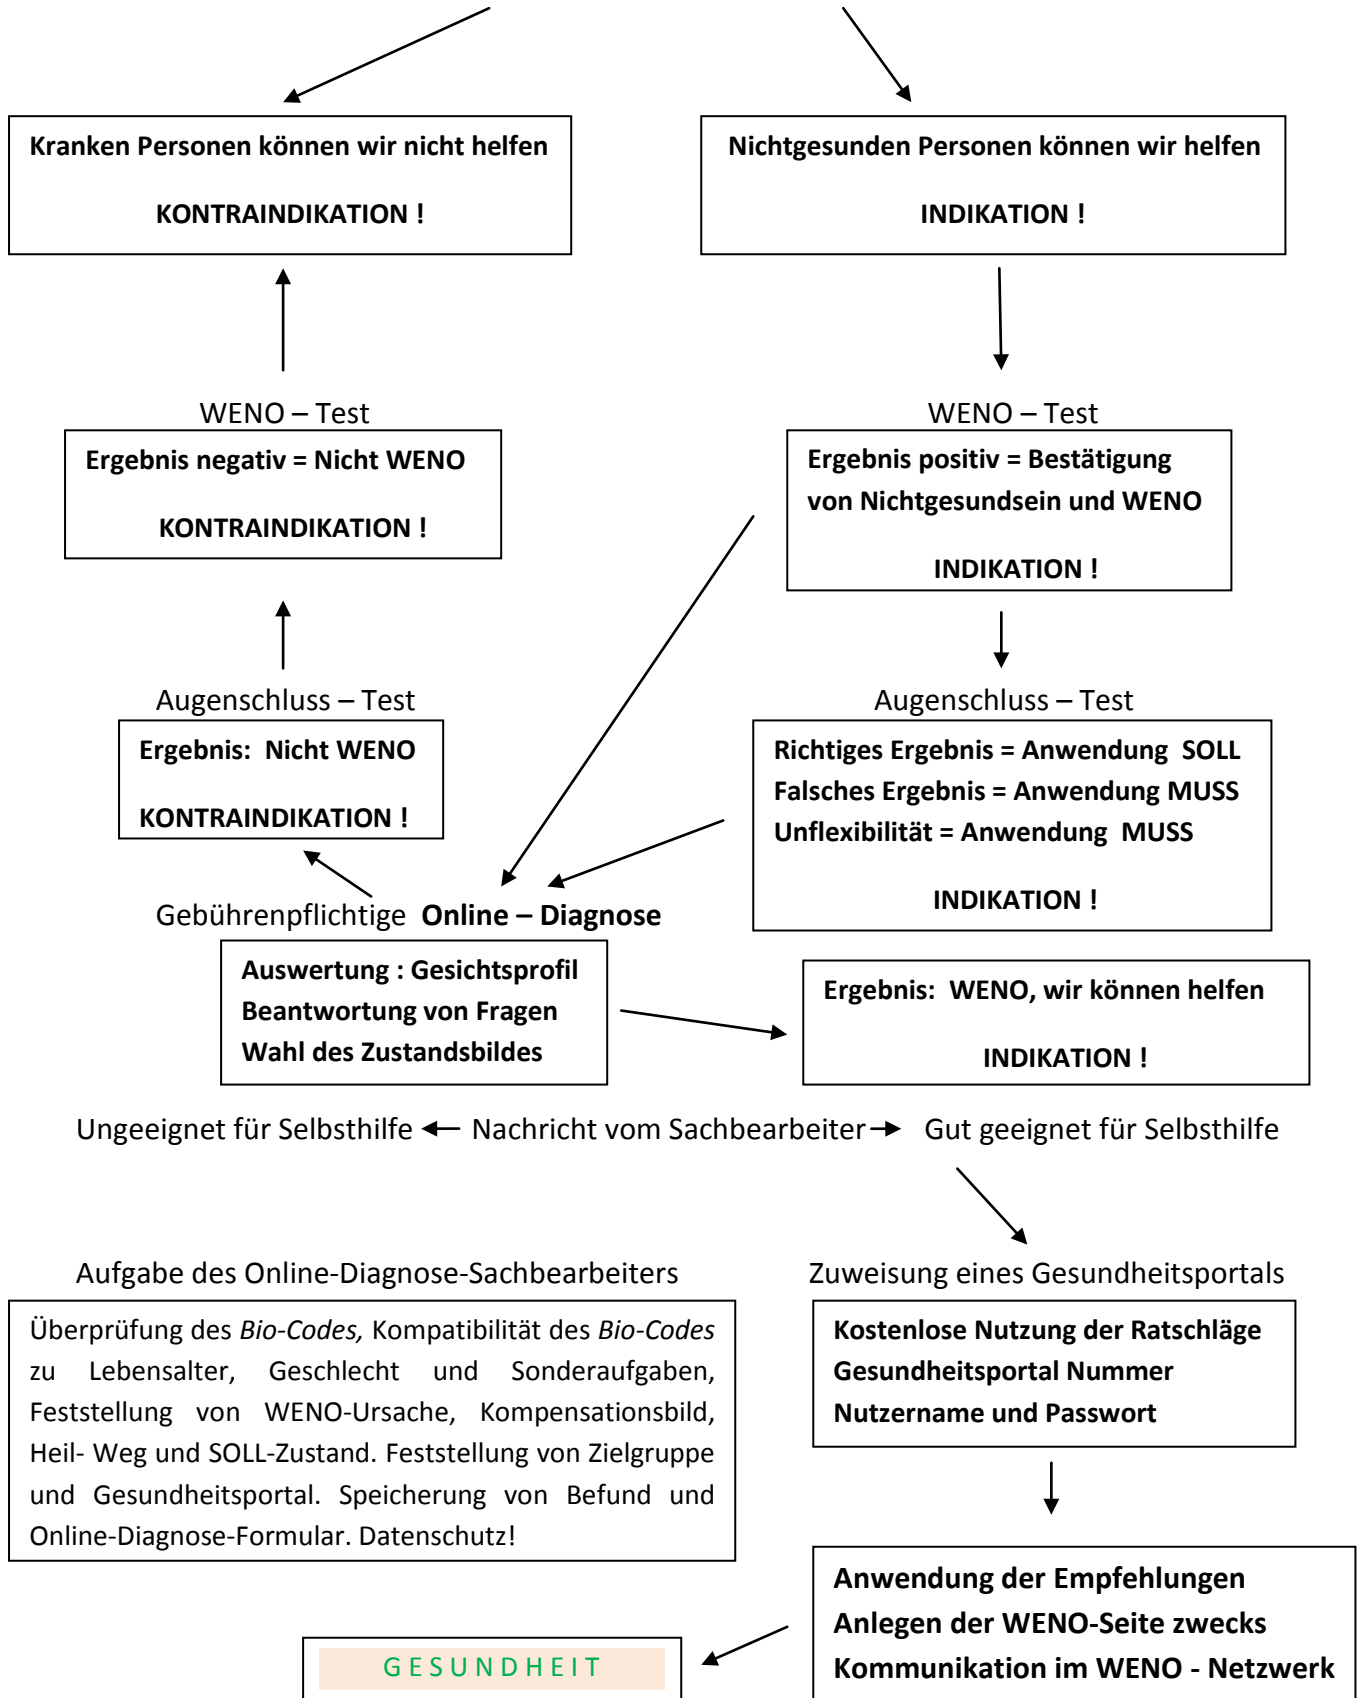 Kranken Personen können wir nicht helfen
KONTRAINDIKATION !
Nichtgesunden Personen können wir helfen
INDIKATION !
WENO – Test
Ergebnis negativ = Nicht WENO
KONTRAINDIKATION !
WENO – Test
Ergebnis positiv = Bestätigung
von Nichtgesundsein und WENO
INDIKATION !
Augenschluss – Test
Ergebnis: Nicht WENO
KONTRAINDIKATION !
Augenschluss – Test
Richtiges Ergebnis = Anwendung SOLL
Falsches Ergebnis = Anwendung MUSS
Unflexibilität = Anwendung MUSS
INDIKATION !
Gebührenpflichtige Online – Diagnose
Auswertung : Gesichtsprofil
Beantwortung von Fragen
Wahl des Zustandsbildes
Ergebnis: WENO, wir können helfen
INDIKATION !
Ungeeignet für Selbsthilfe Nachricht vom Sachbearbeiter Gut geeignet für Selbsthilfe
Aufgabe des Online-Diagnose-Sachbearbeiters
Überprüfung des Bio-Codes, Kompatibilität des Bio-Codes
zu Lebensalter, Geschlecht und Sonderaufgaben,
Feststellung von WENO-Ursache, Kompensationsbild,
Heil- Weg und SOLL-Zustand. Feststellung von Zielgruppe
und Gesundheitsportal. Speicherung von Befund und
Online-Diagnose-Formular. Datenschutz!
Zuweisung eines Gesundheitsportals
Kostenlose Nutzung der Ratschläge
Gesundheitsportal Nummer
Nutzername und Passwort
Anwendung der Empfehlungen
Anlegen der WENO-Seite zwecks
Kommunikation im WENO - Netzwerk
G E S U N D H E I T